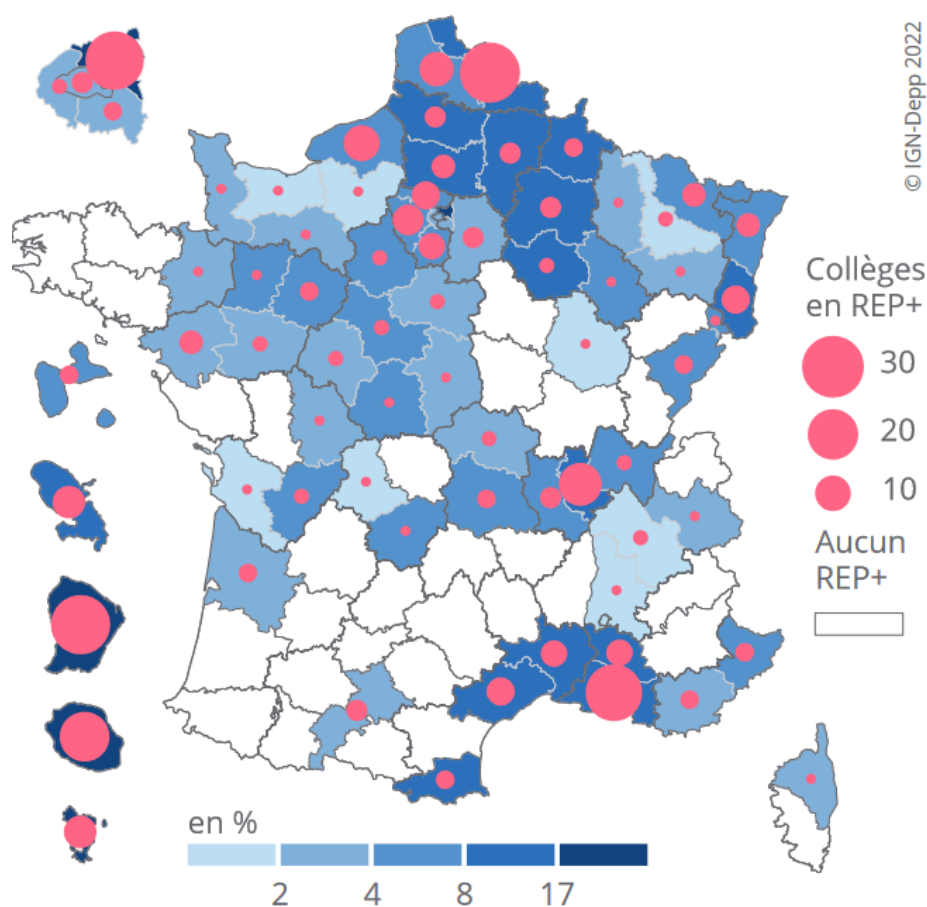 © IGN-Depp 2022
Collèges
en REP+
30
20
10
Aucun
REP+
en %
2 4 8 17